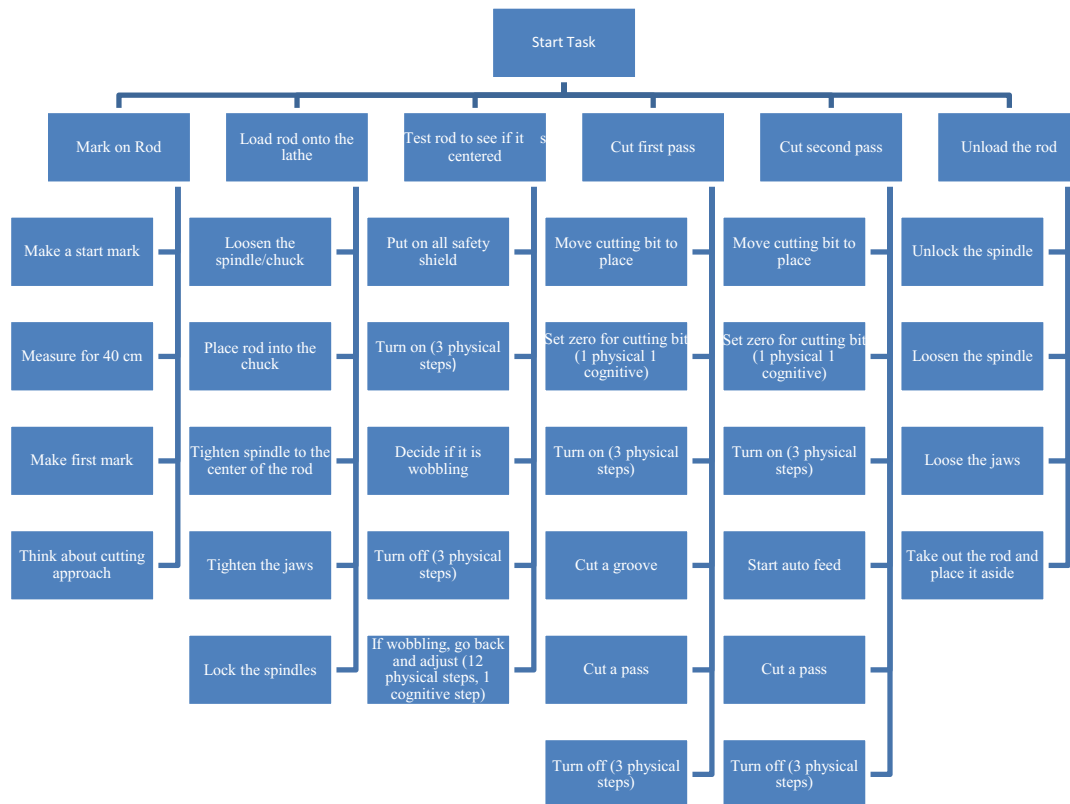 Start Task
Mark on Rod
Make a start mark
Measure for 40 cm
Make first mark
Think about cutting
approach
Load rod onto the
lathe
Loosen the
spindle/chuck
Place rod into the
chuck
Tighten spindle to the
center of the rod
Tighten the jaws
Lock the spindles
Test rod to see if it s
centered
Put on all safety
shield
Turn on (3 physical
steps)
Decide if it is
wobbling
Turn off (3 physical
steps)
If wobbling, go back
and adjust (12
physical steps, 1
cognitive step)
Cut first pass
Move cutting bit to
place
Set zero for cutting bit
(1 physical 1
cognitive)
Turn on (3 physical
steps)
Cut a groove
Cut a pass
Turn off (3 physical
steps)
Cut second pass
Move cutting bit to
place
Set zero for cutting bit
(1 physical 1
cognitive)
Turn on (3 physical
steps)
Start auto feed
Cut a pass
Turn off (3 physical
steps)
Unload the rod
Unlock the spindle
Loosen the spindle
Loose the jaws
Take out the rod and
place it aside